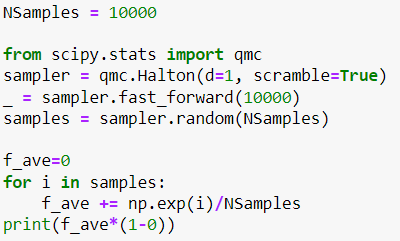 NSamples = 10000
from scipy.stats import qmc
sampler = qmc.Halton(d=1, scramble=True)
_ = sampler.fast_forward(10000)
samples = sampler.random(NSamples)
f_ave=0
for i in samples:
    f_ave += np.exp(i)/NSamples
print(f_ave*(1-0))